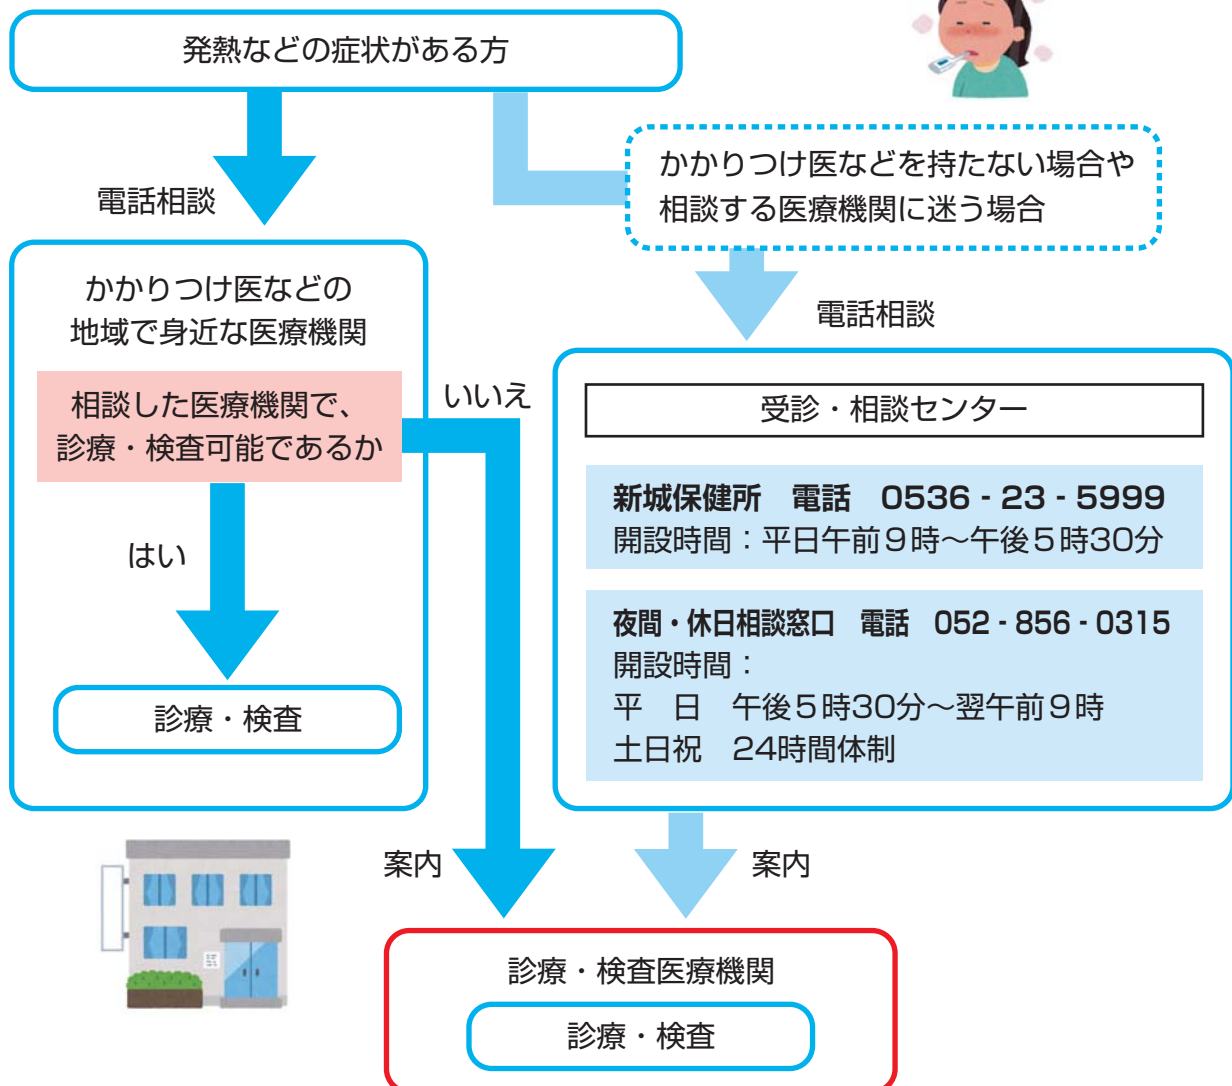 発熱などの症状がある方
電話相談
かかりつけ医などを持たない場合や
相談する医療機関に迷う場合
電話相談
かかりつけ医などの
地域で身近な医療機関
相談した医療機関で、
診療・検査可能であるか
いいえ
はい
診療・検査
受診・相談センター
新城保健所　電話　0536 - 23 - 5999
開設時間：平日午前９時～午後５時30分
夜間・休日相談窓口　電話　052 - 856 - 0315
開設時間：
平　日　午後５時30分～翌午前９時
土日祝　24時間体制
案内
案内
診療・検査医療機関
診療・検査